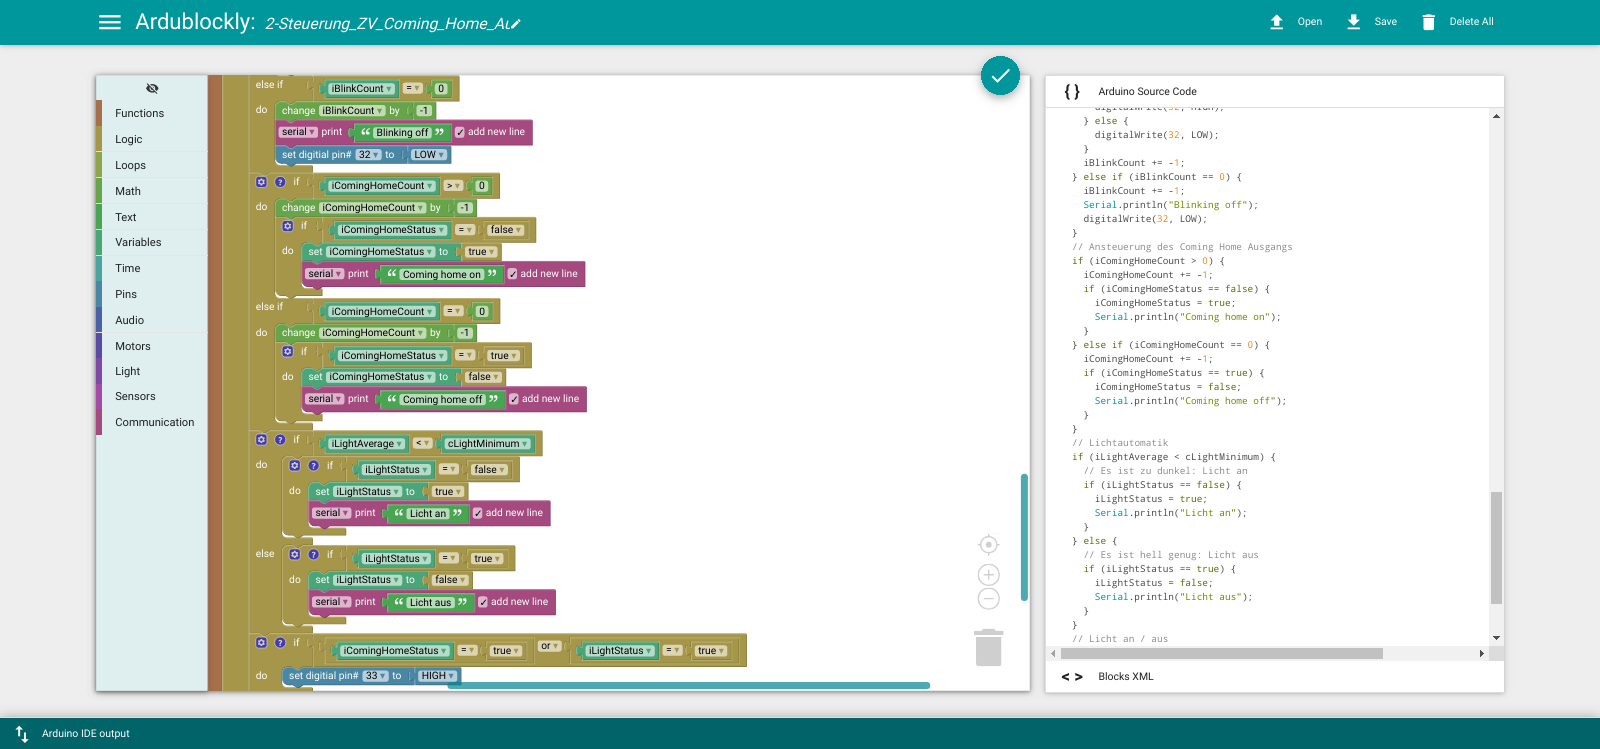 Ardublockly: 2-Steuerung_ZV_Coming_Home_Au
Open
Save
Delete All
Functions
Logic
Loops
Math
Text
Variables
Time
Pins
Audio
Motors
Light
Sensors
Communication
else if iBlinkCount = 0
do change iBlinkCount by -1
serial print “ Blinking off ” add new line
set digitial pin# 32 to LOW
if iComingHomeCount > 0
do change iComingHomeCount by -1
if iComingHomeStatus = false
do set iComingHomeStatus to true
serial print “ Coming home on ” add new line
else if iComingHomeCount = 0
do change iComingHomeCount by -1
if iComingHomeStatus = true
do set iComingHomeStatus to false
serial print “ Coming home off ” add new line
if iLightAverage < cLightMinimum
do if iLightStatus = false
do set iLightStatus to true
serial print “ Licht an ” add new line
else if iLightStatus = true
do set iLightStatus to false
serial print “ Licht aus ” add new line
if iComingHomeStatus = true or iLightStatus = true
do set digitial pin# 33 to HIGH
{ } Arduino Source Code
digitalWrite(32, HIGH);
} else {
digitalWrite(32, LOW);
}
iBlinkCount += -1;
} else if (iBlinkCount == 0) {
iBlinkCount += -1;
Serial.println("Blinking off");
digitalWrite(32, LOW);
}
// Ansteuerung des Coming Home Ausgangs
if (iComingHomeCount > 0) {
iComingHomeCount += -1;
if (iComingHomeStatus == false) {
iComingHomeStatus = true;
Serial.println("Coming home on");
}
} else if (iComingHomeCount == 0) {
iComingHomeCount += -1;
if (iComingHomeStatus == true) {
iComingHomeStatus = false;
Serial.println("Coming home off");
}
}
// Lichtautomatik
if (iLightAverage < cLightMinimum) {
// Es ist zu dunkel: Licht an
if (iLightStatus == false) {
iLightStatus = true;
Serial.println("Licht an");
}
} else {
// Es ist hell genug: Licht aus
if (iLightStatus == true) {
iLightStatus = false;
Serial.println("Licht aus");
}
}
// Licht an / aus
< > Blocks XML
Arduino IDE output